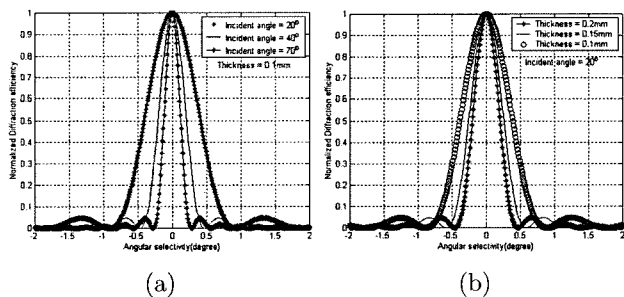 Incident angle = 20°
Incident angle = 40°
Incident angle = 70°
Thickness = 0.1mm
Normalized Diffraction efficiency
1
0.9
0.8
0.7
0.6
0.5
0.4
0.3
0.2
0.1
0
-2 -1.5 -1 -0.5 0 0.5 1 1.5 2
Angular selectivity(degree)
(a)
Thickness = 0.2mm
Thickness = 0.15mm
Thickness = 0.1mm
Incident angle = 20°
Normalized Diffraction efficiency
1
0.9
0.8
0.7
0.6
0.5
0.4
0.3
0.2
0.1
0
-2 -1.5 -1 -0.5 0 0.5 1 1.5 2
Angular selectivity(degree)
(b)